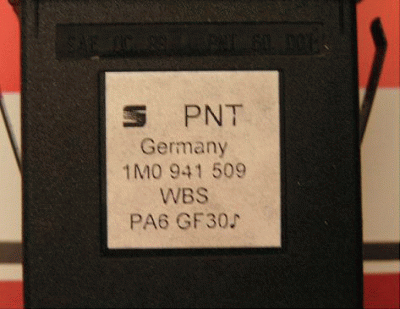 PNT
Germany
1M0 941 509
WBS
PA6 GF30♪